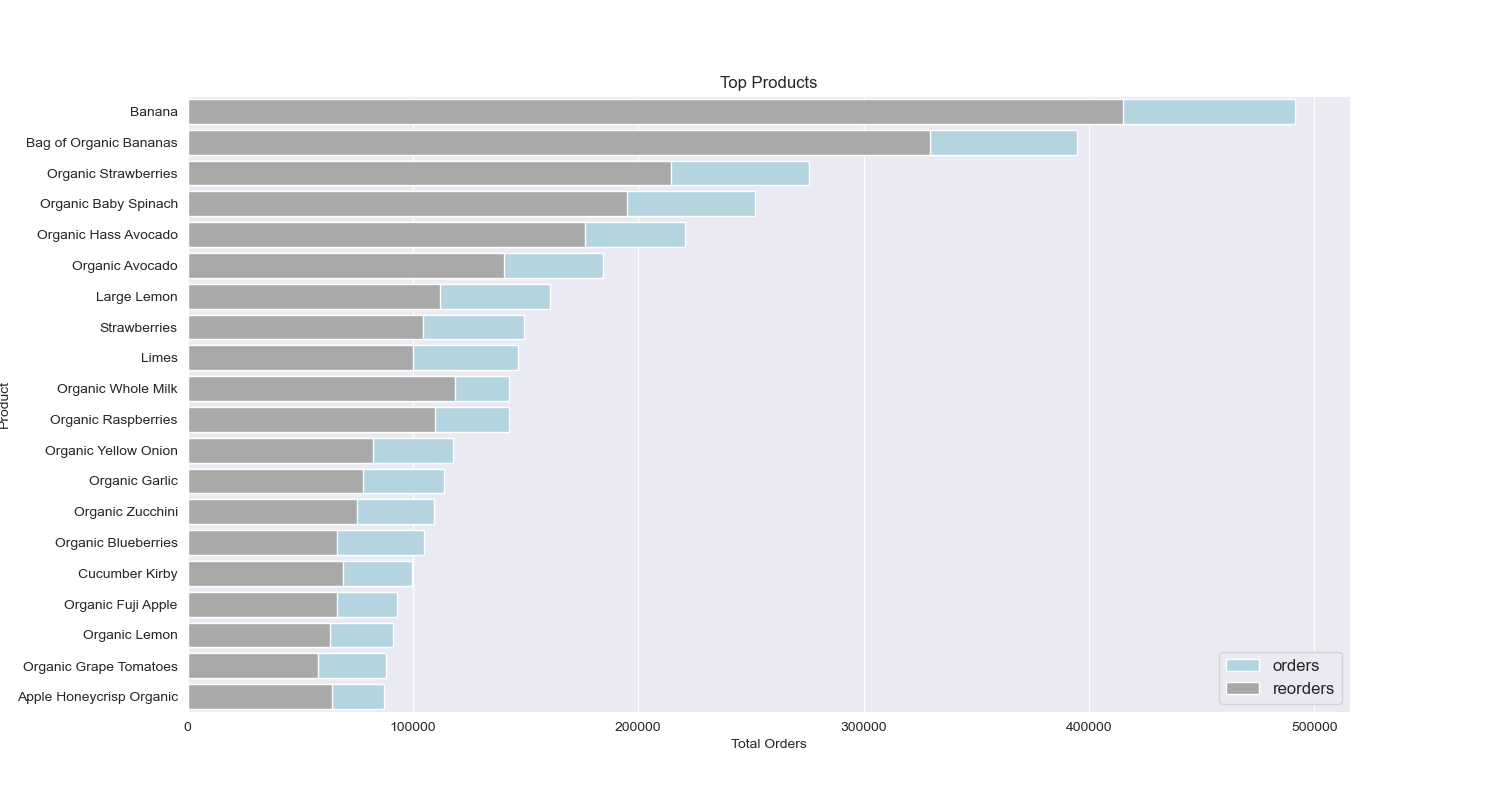 Top Products
Banana
Bag of Organic Bananas
Organic Strawberries
Organic Baby Spinach
Organic Hass Avocado
Organic Avocado
Large Lemon
Strawberries
Limes
Organic Whole Milk
Organic Raspberries
Organic Yellow Onion
Organic Garlic
Organic Zucchini
Organic Blueberries
Cucumber Kirby
Organic Fuji Apple
Organic Lemon
Organic Grape Tomatoes
Apple Honeycrisp Organic
Product
orders
reorders
0 100000 200000 300000 400000 500000
Total Orders